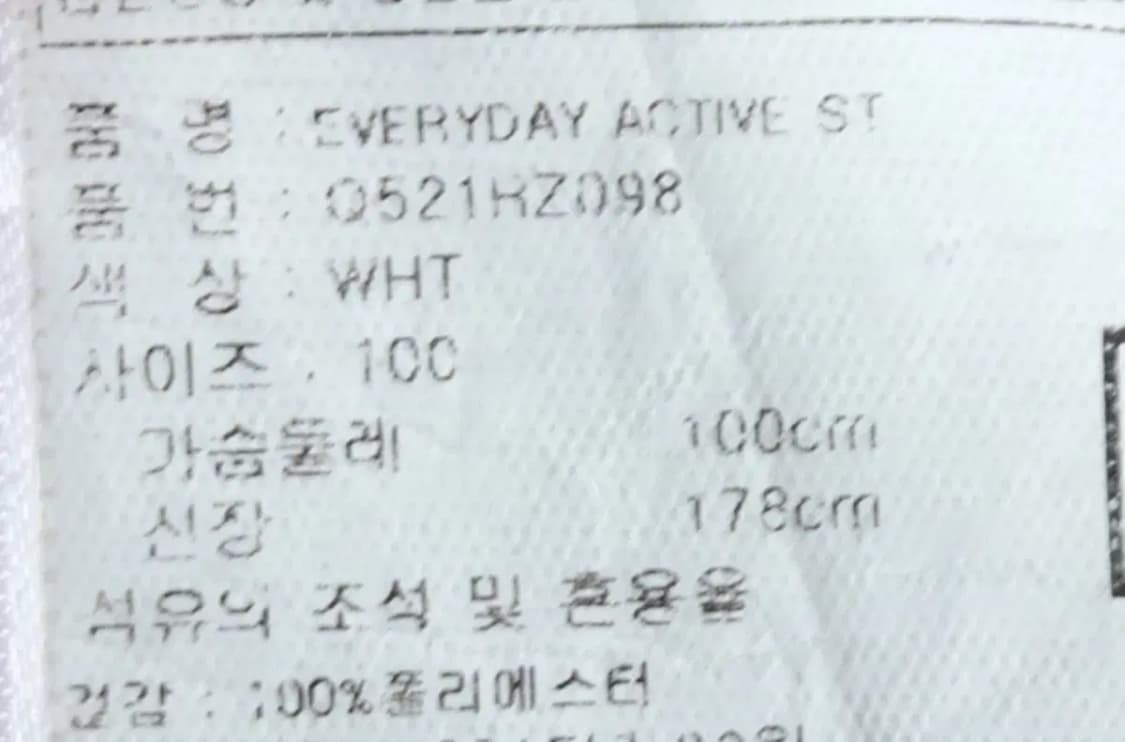 품 명 : EVERYDAY ACTIVE ST
품 번 : Q521RZ098
색 상 : WHT
사이즈 : 100
가슴둘레 100cm
신장 178cm
섬유의 조성 및 혼용율
겉감 : 100%폴리에스터